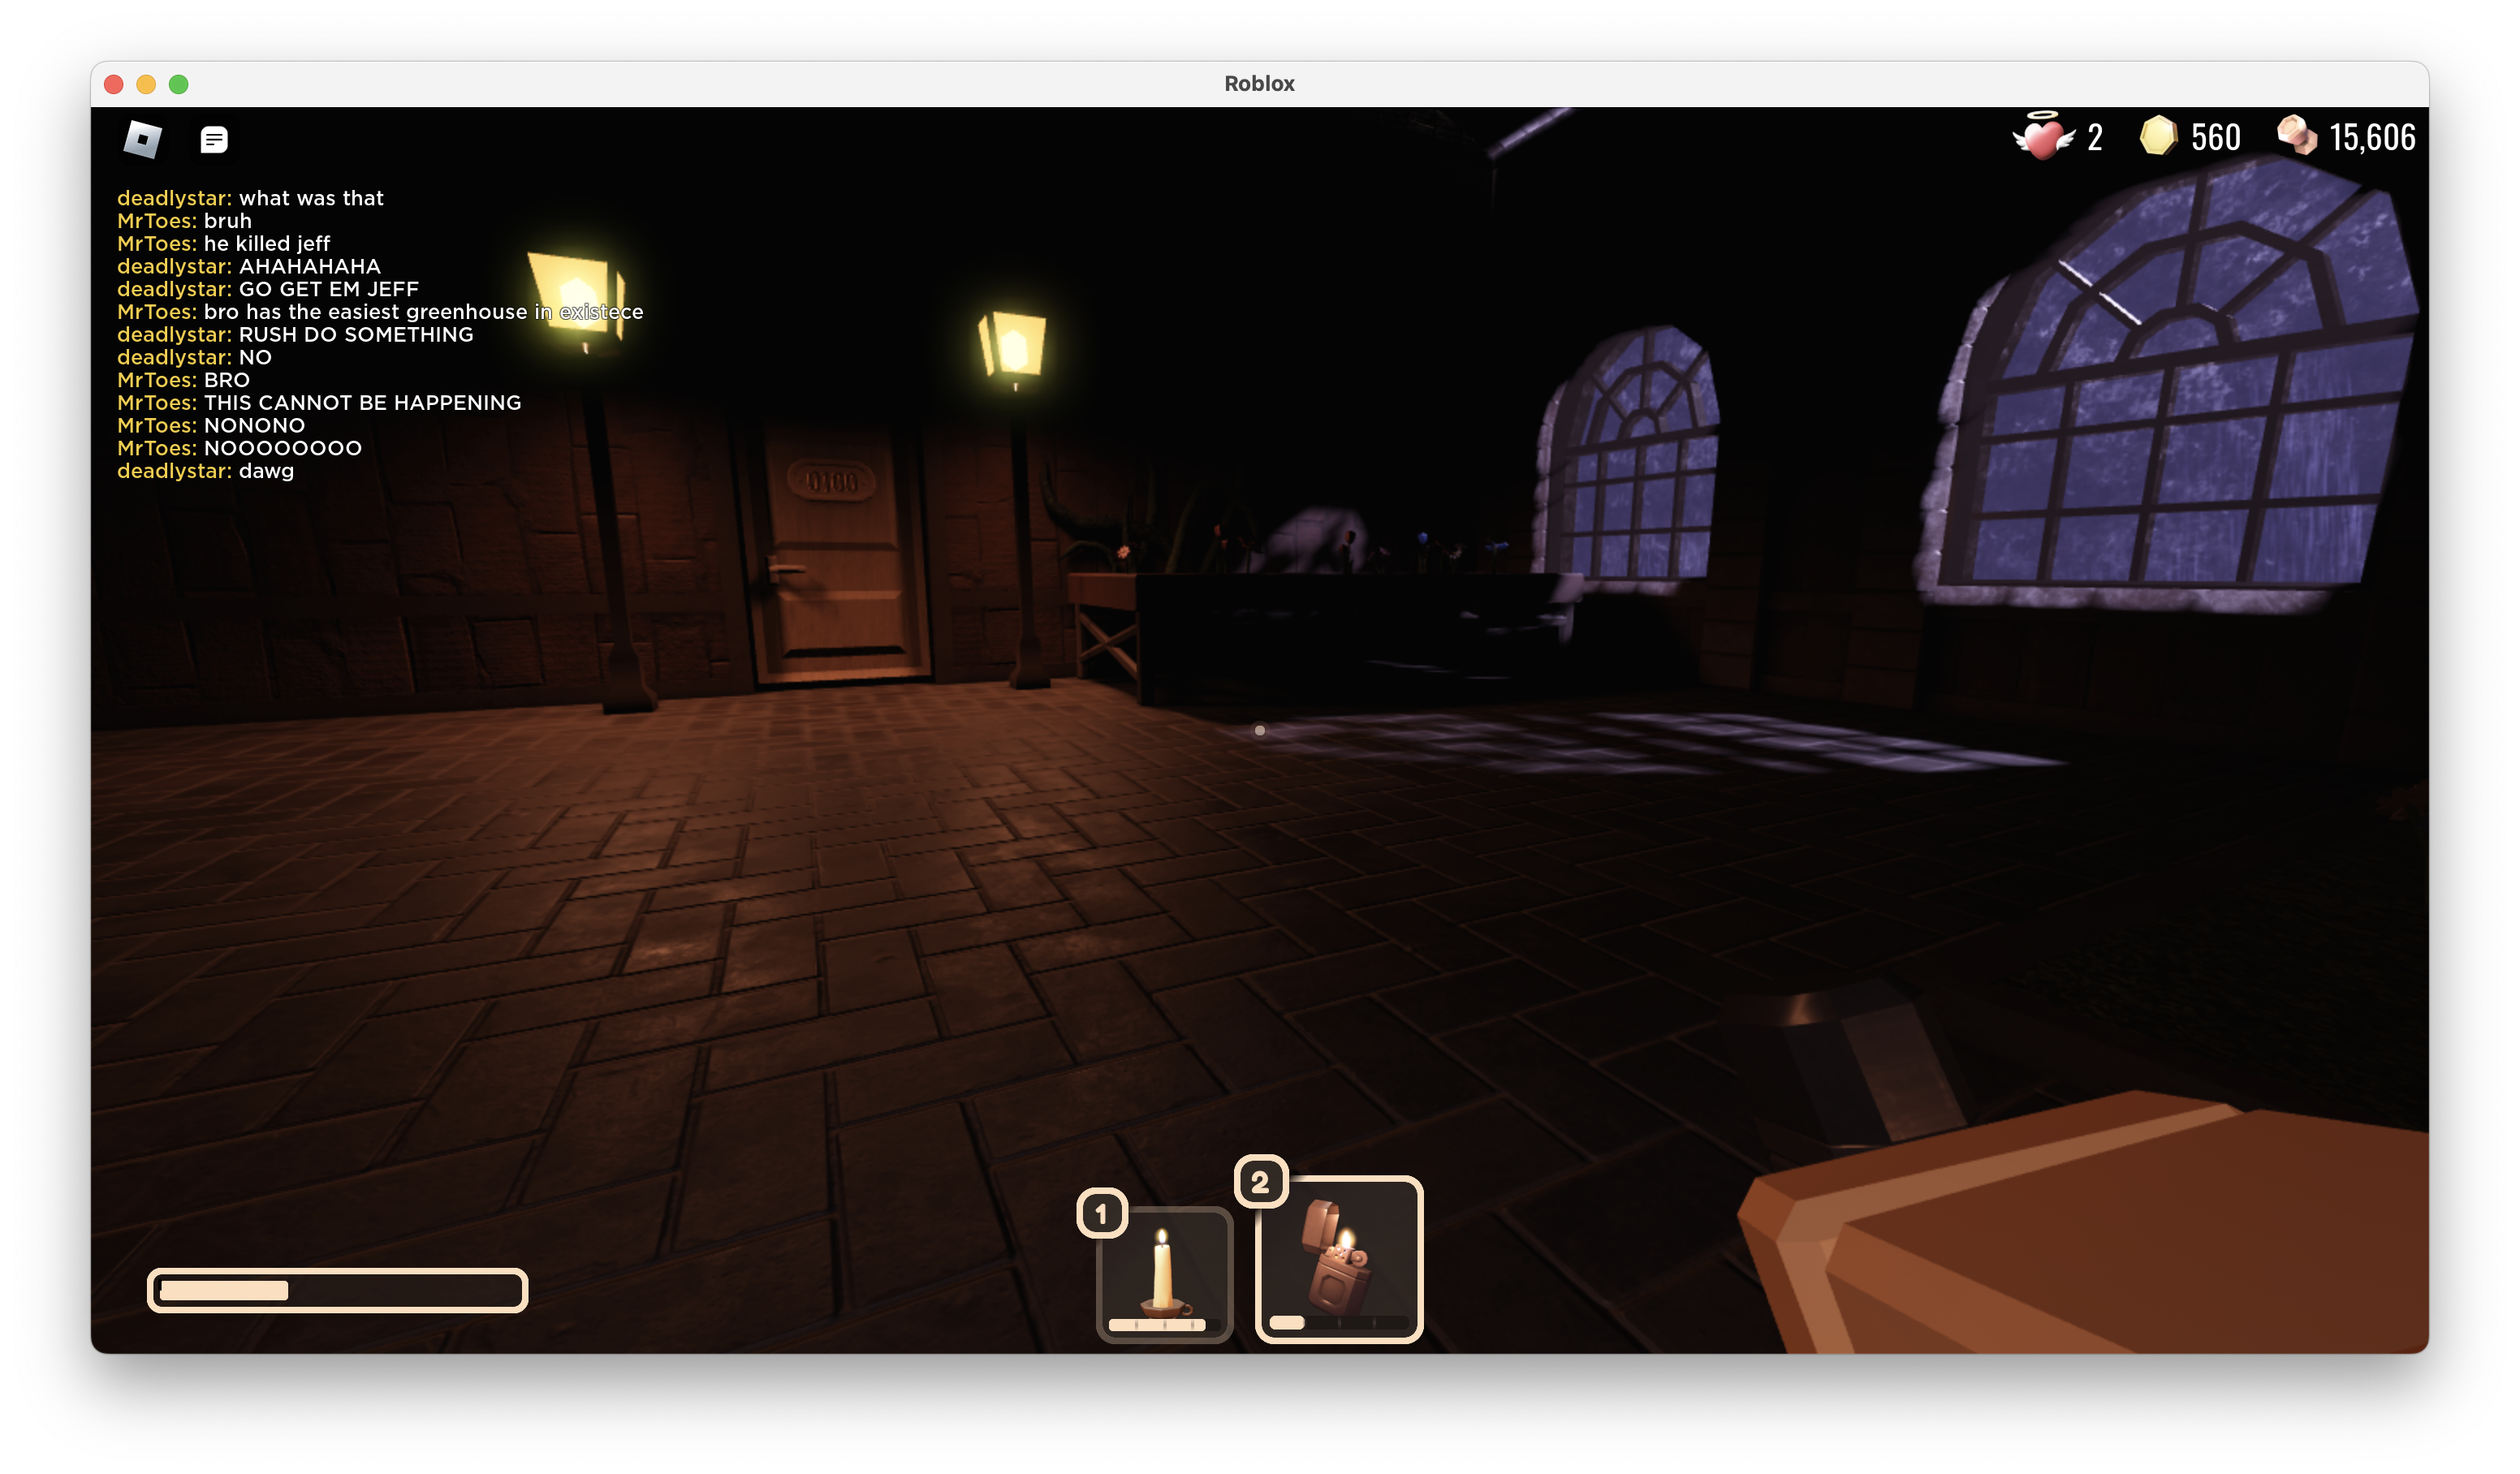 Roblox
2
560
15,606
deadlystar: what was that
MrToes: bruh
MrToes: he killed jeff
deadlystar: AHAHAHAHA
deadlystar: GO GET EM JEFF
MrToes: bro has the easiest greenhouse in existece
deadlystar: RUSH DO SOMETHING
deadlystar: NO
MrToes: BRO
MrToes: THIS CANNOT BE HAPPENING
MrToes: NONONO
MrToes: NOOOOOOOO
deadlystar: dawg
0100
1
2